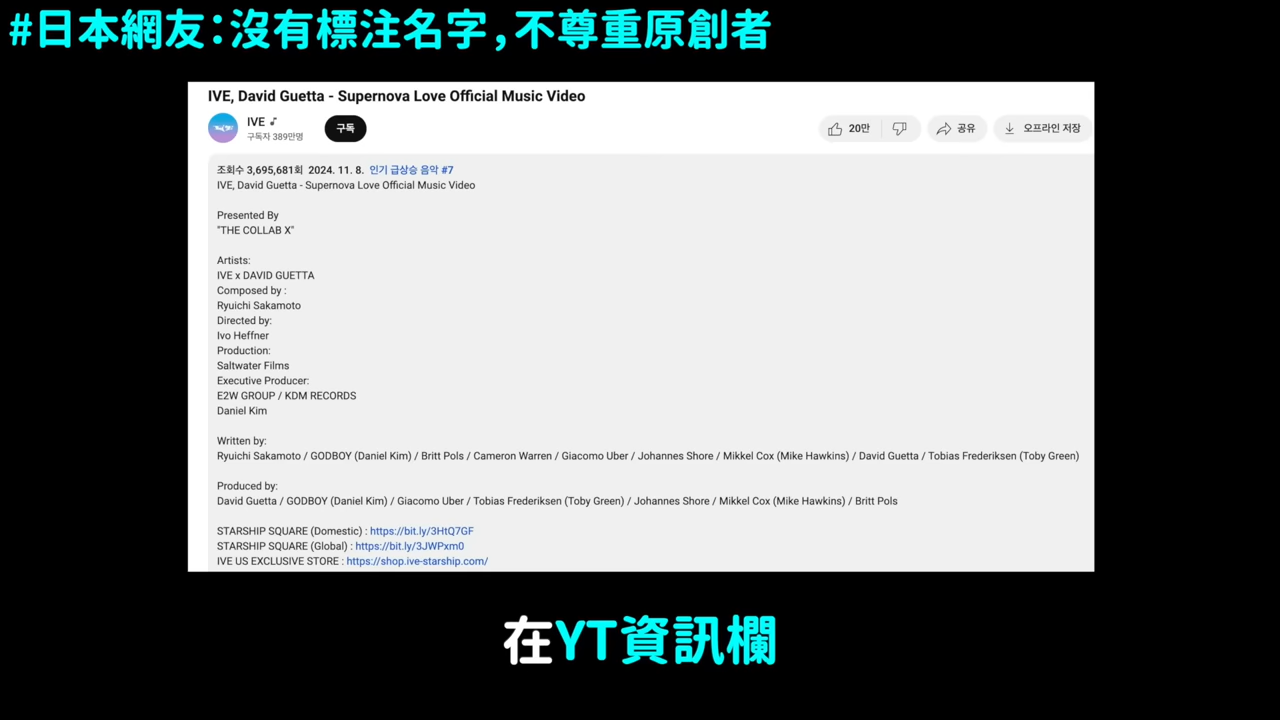 #日本網友：沒有標注名字，不尊重原創者
IVE, David Guetta - Supernova Love Official Music Video
IVE
구독자 389만명
구독
20만
공유
오프라인 저장
조회수 3,695,681회 2024. 11. 8. 인기 급상승 음악 #7
IVE, David Guetta - Supernova Love Official Music Video
Presented By
"THE COLLAB X"
Artists:
IVE x DAVID GUETTA
Composed by :
Ryuichi Sakamoto
Directed by:
Ivo Heffner
Production:
Saltwater Films
Executive Producer:
E2W GROUP / KDM RECORDS
Daniel Kim
Written by:
Ryuichi Sakamoto / GODBOY (Daniel Kim) / Britt Pols / Cameron Warren / Giacomo Uber / Johannes Shore / Mikkel Cox (Mike Hawkins) / David Guetta / Tobias Frederiksen (Toby Green)
Produced by:
David Guetta / GODBOY (Daniel Kim) / Giacomo Uber / Tobias Frederiksen (Toby Green) / Johannes Shore / Mikkel Cox (Mike Hawkins) / Britt Pols
STARSHIP SQUARE (Domestic) : https://bit.ly/3HtQ7GF
STARSHIP SQUARE (Global) : https://bit.ly/3JWPxm0
IVE US EXCLUSIVE STORE : https://shop.ive-starship.com/
在YT資訊欄